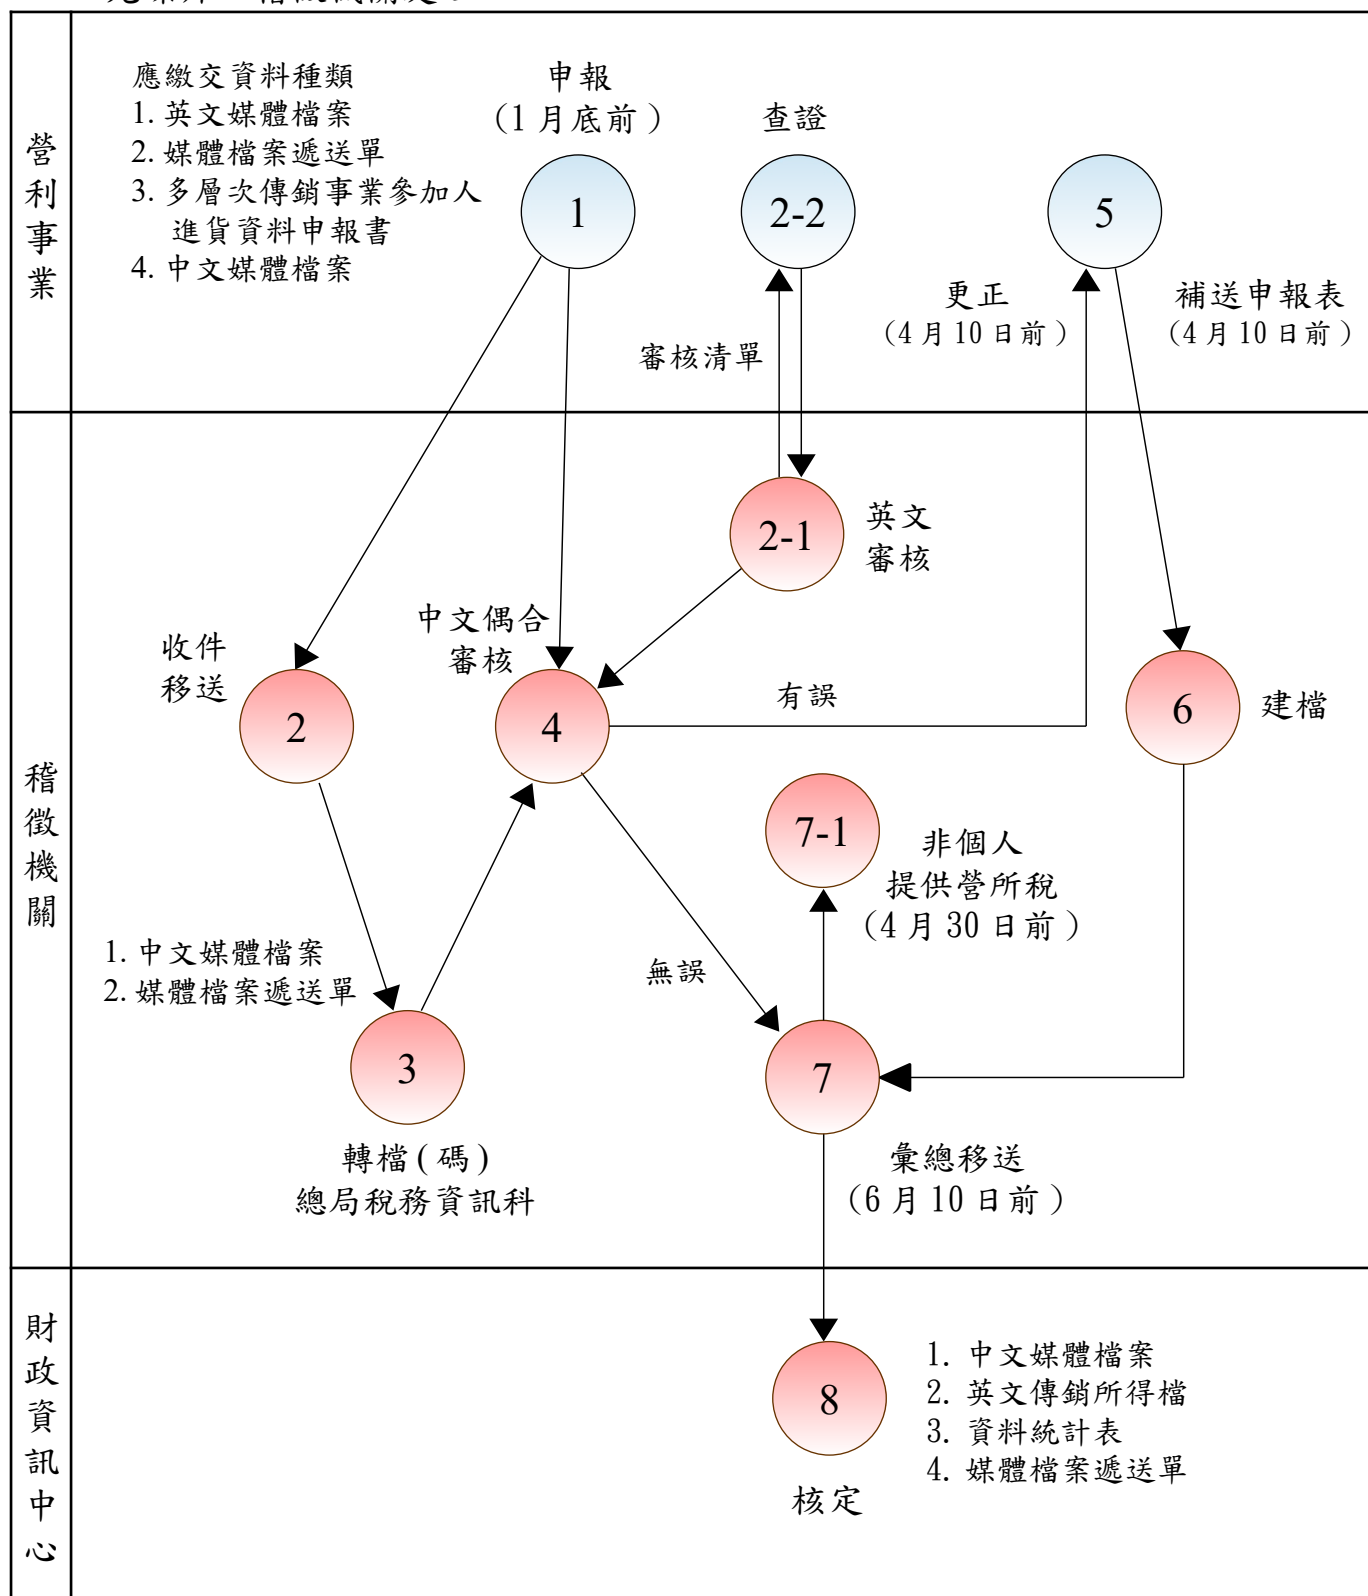 營利事業
應繳交資料種類
1. 英文媒體檔案
2. 媒體檔案遞送單
3. 多層次傳銷事業參加人
進貨資料申報書
4. 中文媒體檔案
申報
(1月底前)
1
查證
2-2
5
審核清單
更正
(4月10日前)
補送申報表
(4月10日前)
稽徵機關
2-1
英文
審核
收件
移送
2
中文偶合
審核
4
有誤
6
建檔
7-1
非個人
提供營所稅
(4月30日前)
1. 中文媒體檔案
2. 媒體檔案遞送單
無誤
3
轉檔(碼)
總局稅務資訊科
7
彙總移送
(6月10日前)
財政資訊中心
8
核定
1. 中文媒體檔案
2. 英文傳銷所得檔
3. 資料統計表
4. 媒體檔案遞送單